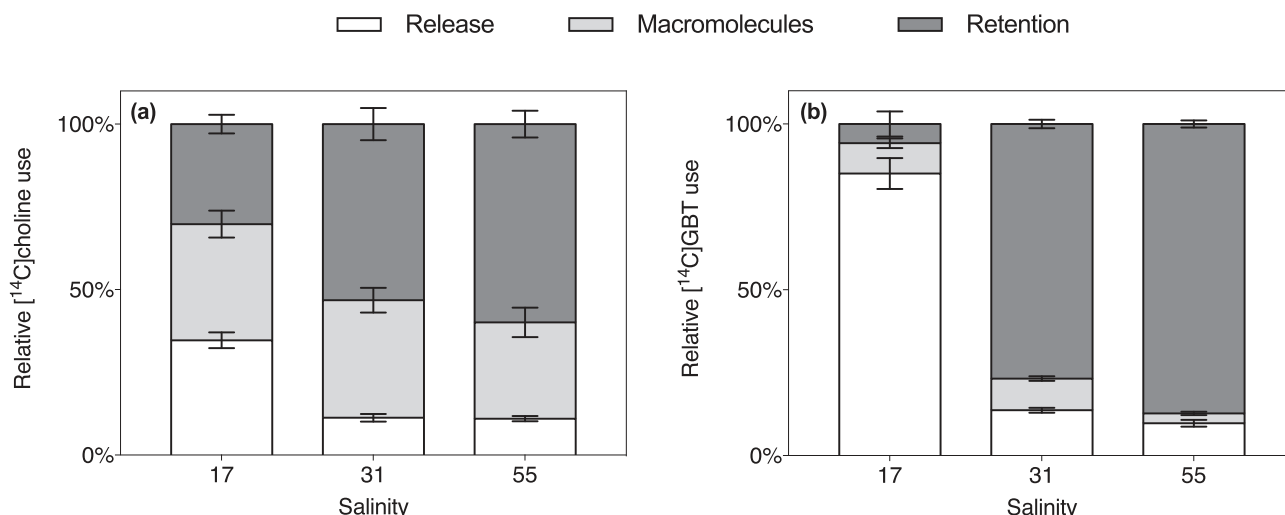 Release Macromolecules Retention
(a)
100%
50%
0%
Relative [¹⁴C]choline use
17 31 55
Salinity
(b)
100%
50%
0%
Relative [¹⁴C]GBT use
17 31 55
Salinity